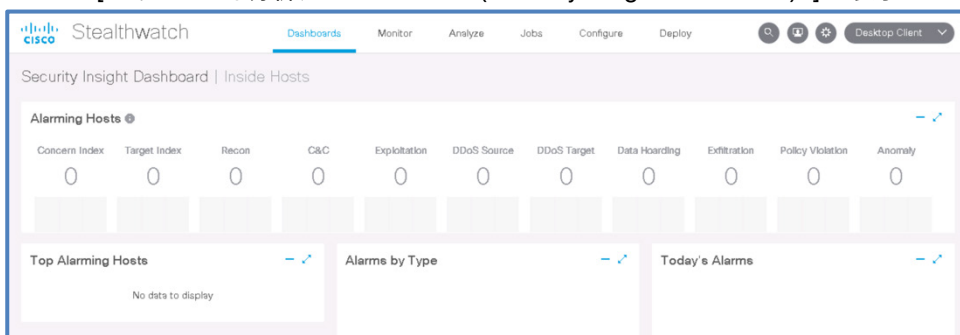 CISCO Stealthwatch Dashboards Monitor Analyze Jobs Configure Deploy Desktop Client
Security Insight Dashboard | Inside Hosts
Alarming Hosts
Concern Index Target Index Recon C&C Exploitation DDoS Source DDoS Target Data Hoarding Exfiltration Policy Violation Anomaly
0 0 0 0 0 0 0 0 0 0 0
Top Alarming Hosts Alarms by Type Today's Alarms
No data to display